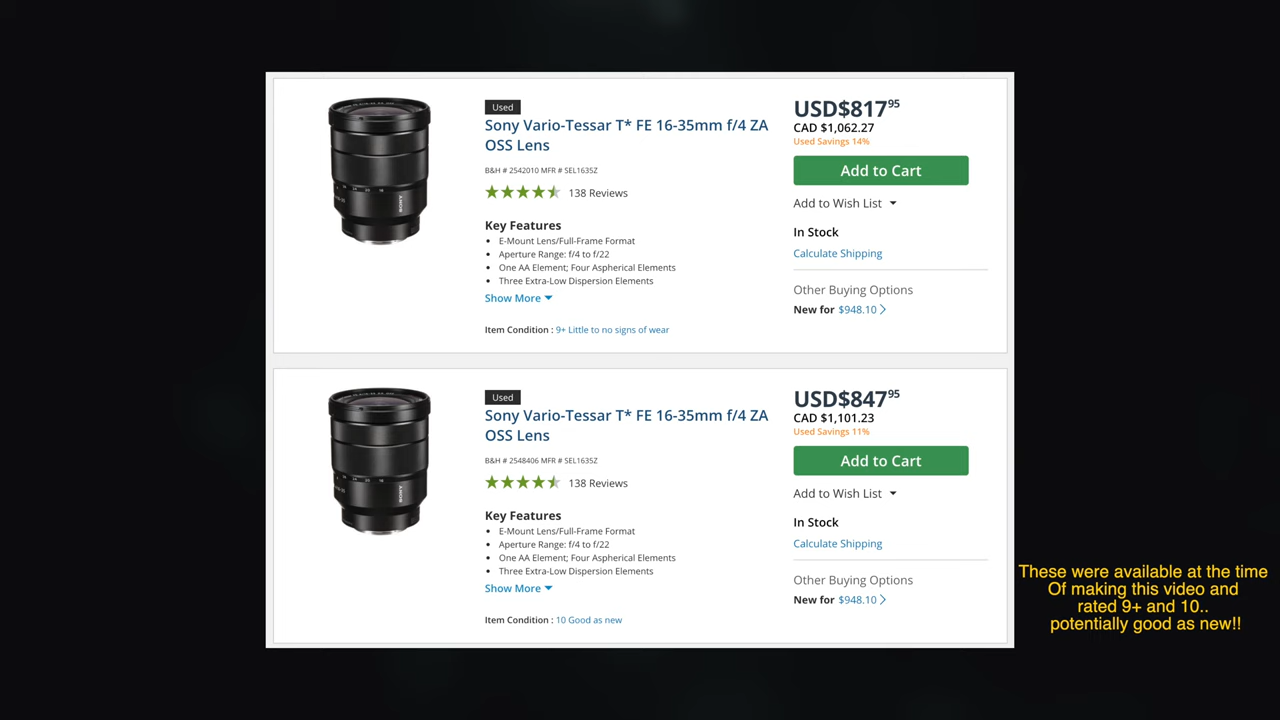 Used
Sony Vario-Tessar T* FE 16-35mm f/4 ZA
OSS Lens
B&H # 2542010 MFR # SEL1635Z
138 Reviews
Key Features
E-Mount Lens/Full-Frame Format
Aperture Range: f/4 to f/22
One AA Element; Four Aspherical Elements
Three Extra-Low Dispersion Elements
Show More
Item Condition : 9+ Little to no signs of wear
USD$817 95
CAD $1,062.27
Used Savings 14%
Add to Cart
Add to Wish List
In Stock
Calculate Shipping
Other Buying Options
New for $948.10
SONY
Used
Sony Vario-Tessar T* FE 16-35mm f/4 ZA
OSS Lens
B&H # 2548406 MFR # SEL1635Z
138 Reviews
Key Features
E-Mount Lens/Full-Frame Format
Aperture Range: f/4 to f/22
One AA Element; Four Aspherical Elements
Three Extra-Low Dispersion Elements
Show More
Item Condition : 10 Good as new
USD$847 95
CAD $1,101.23
Used Savings 11%
Add to Cart
Add to Wish List
In Stock
Calculate Shipping
Other Buying Options
New for $948.10
SONY
These were available at the time
Of making this video and
rated 9+ and 10..
potentially good as new!!